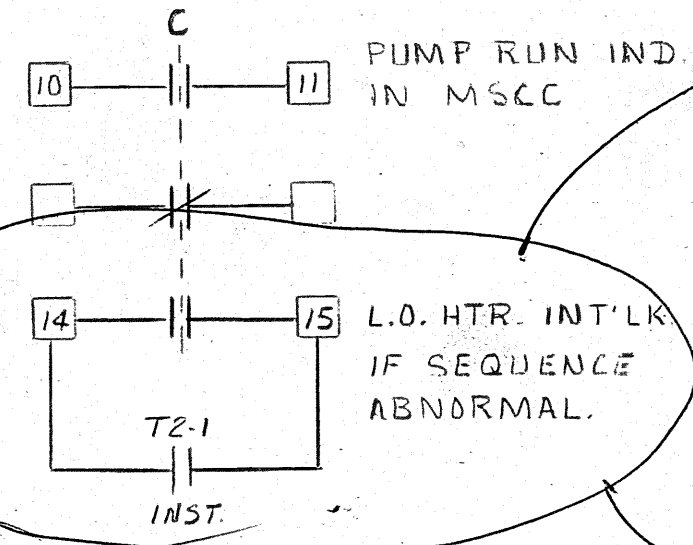 C
10 11 PUMP RUN IND.
IN MSCC
14 15 L.O. HTR. INT'LK
IF SEQUENCE
ABNORMAL.
T2-1
INST.